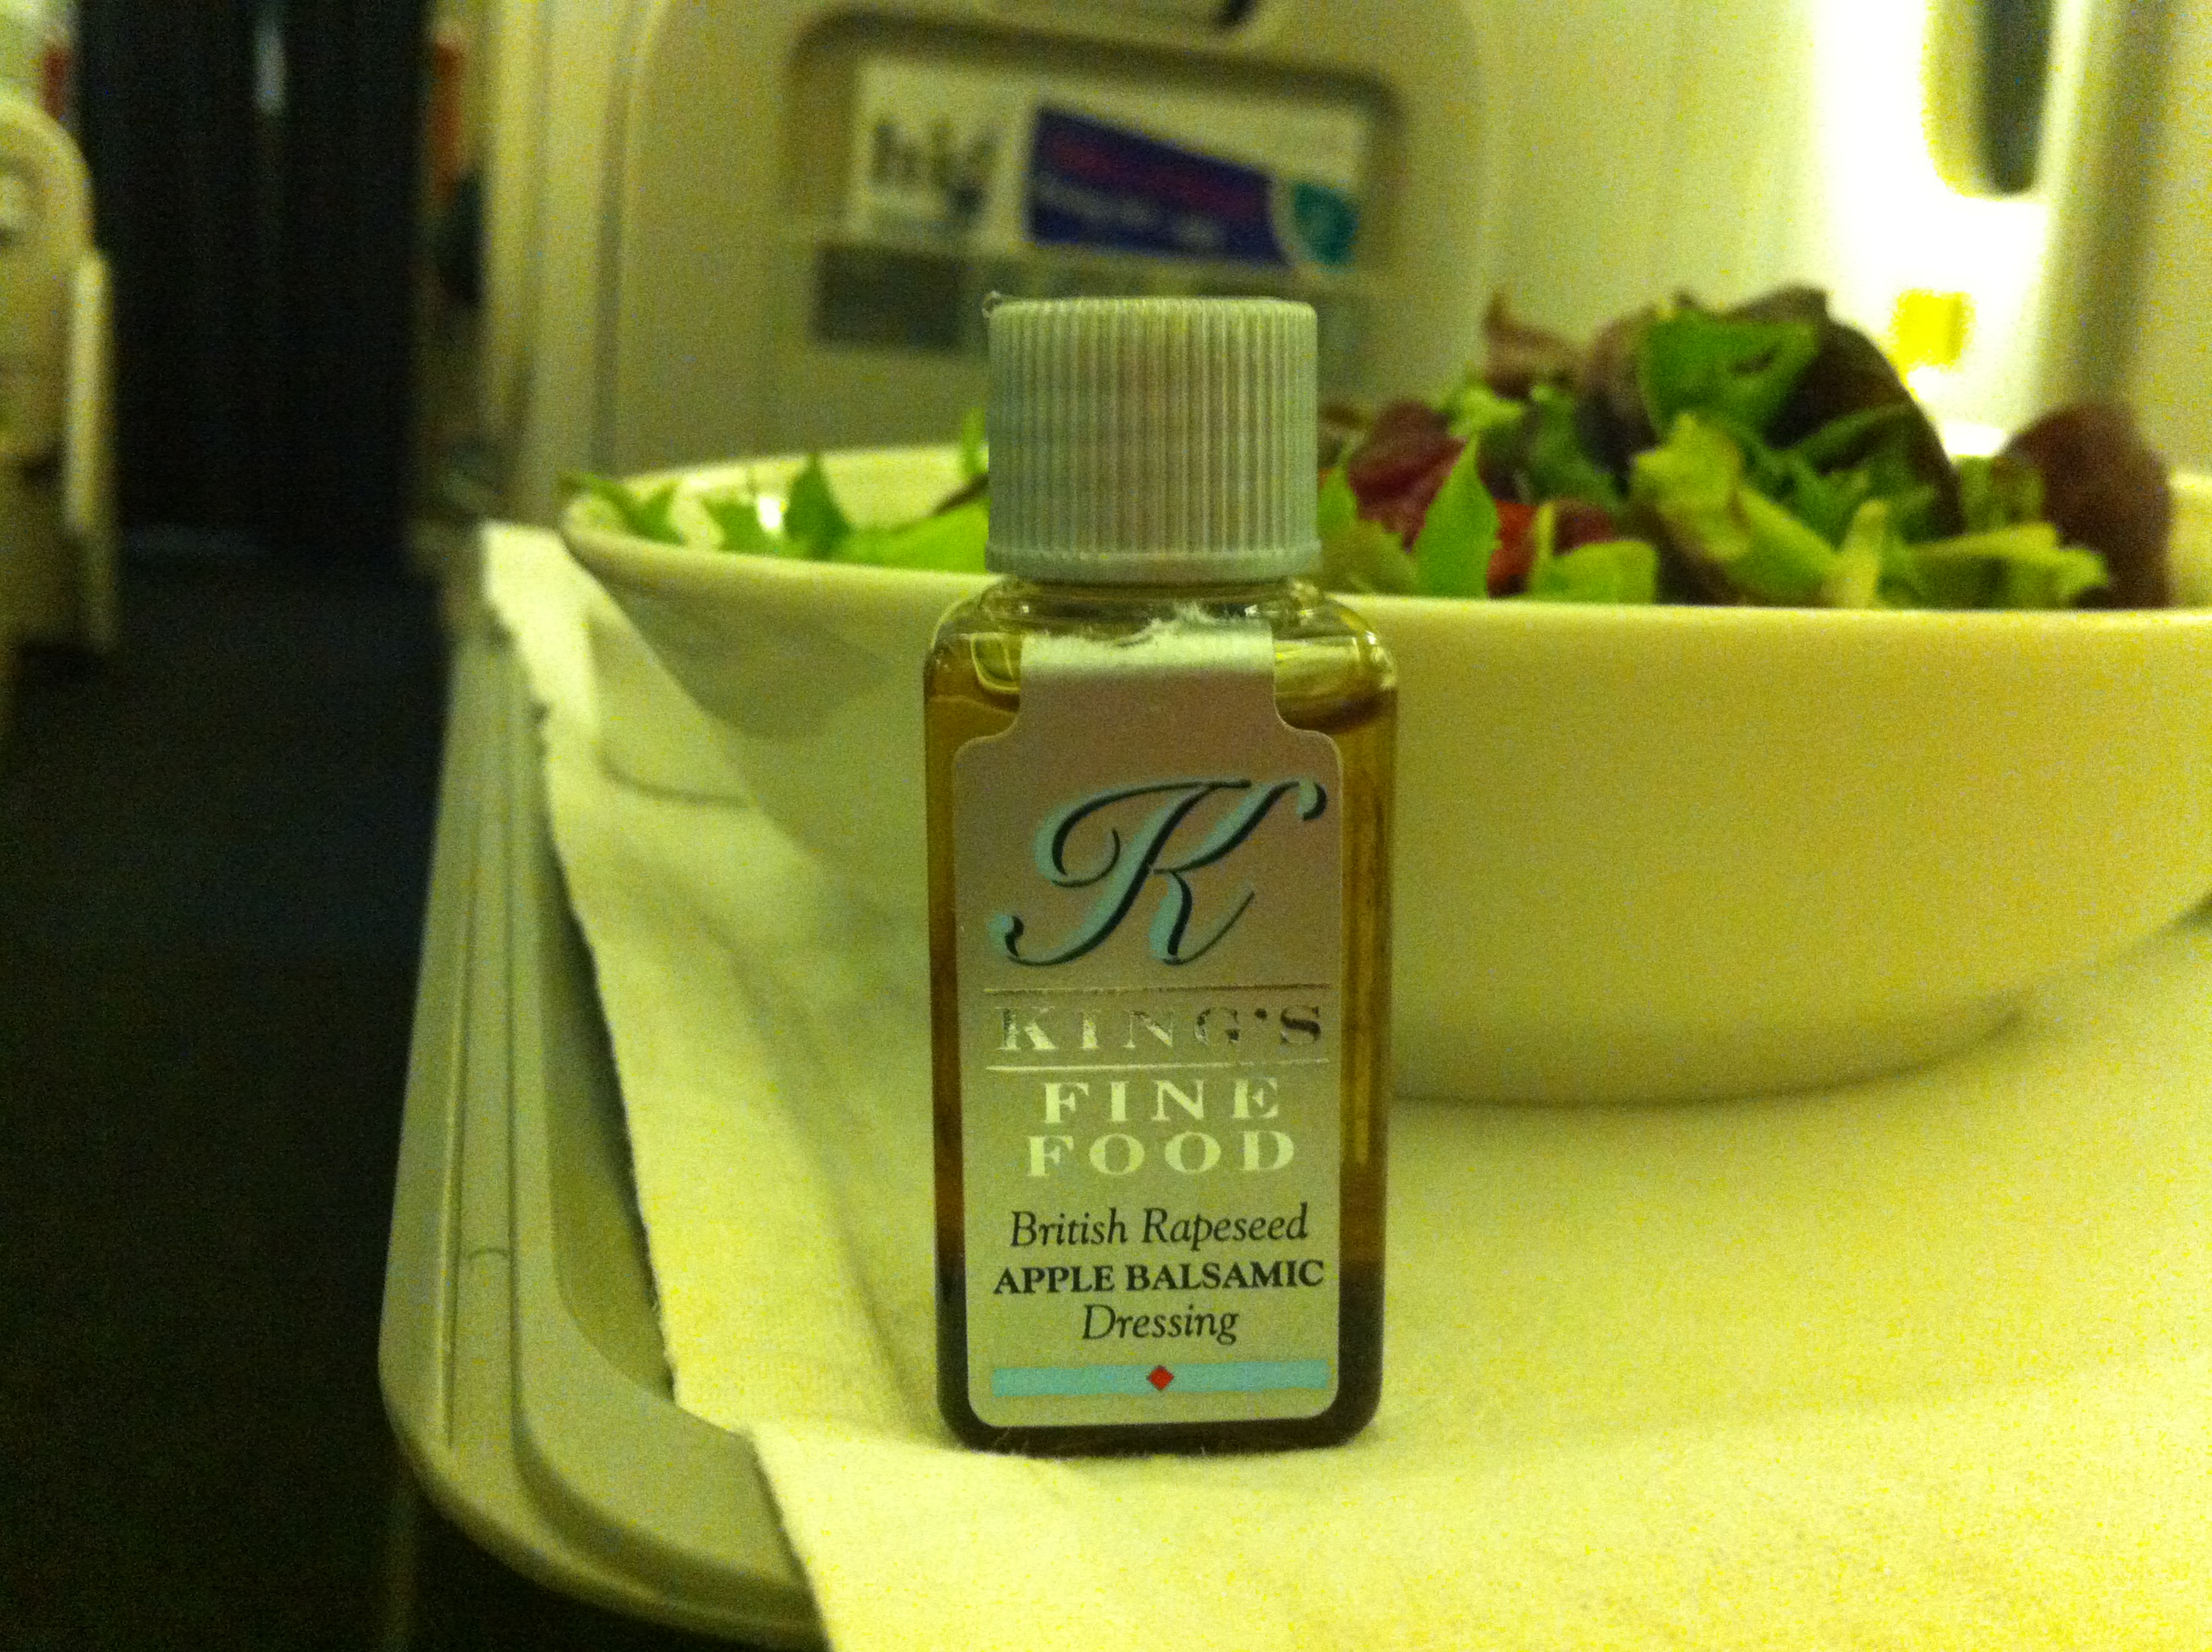 K
KING'S
FINE
FOOD
British Rapeseed
APPLE BALSAMIC
Dressing